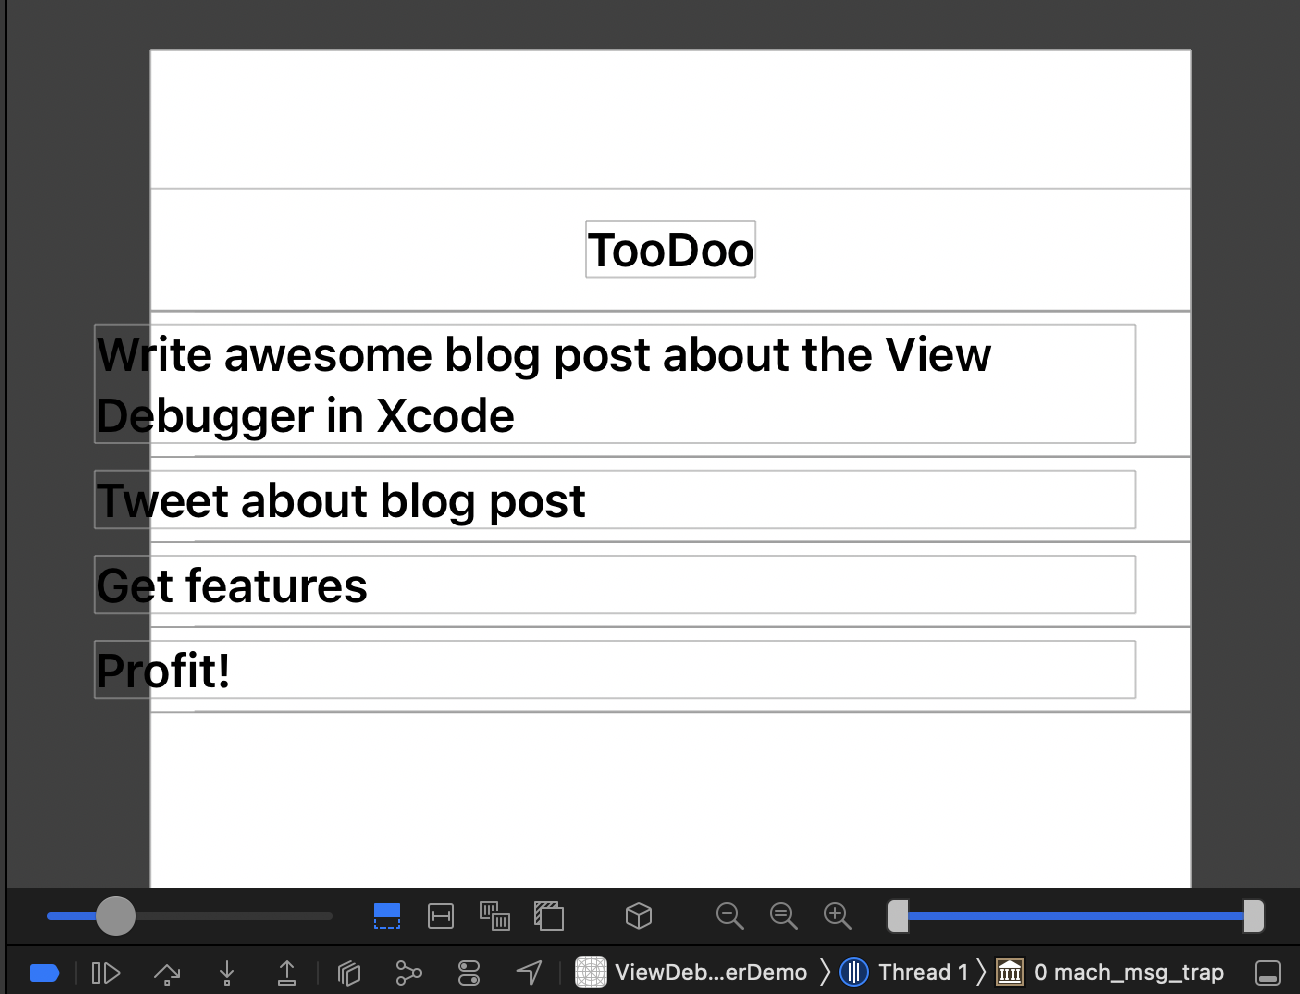 TooDoo
Write awesome blog post about the View
Debugger in Xcode
Tweet about blog post
Get features
Profit!
ViewDeb...erDemo Thread 1 0 mach_msg_trap